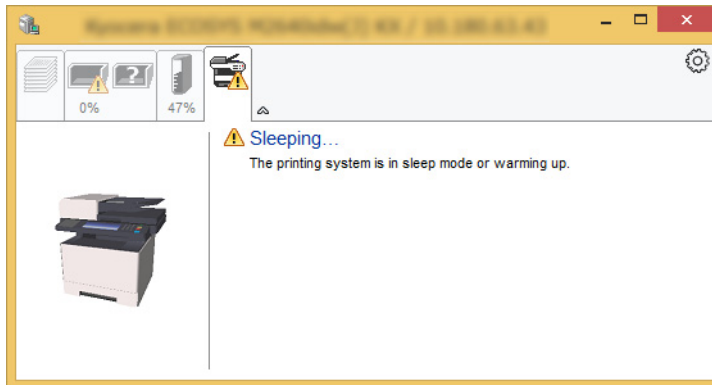 ?
0%
47%
Sleeping...
The printing system is in sleep mode or warming up.